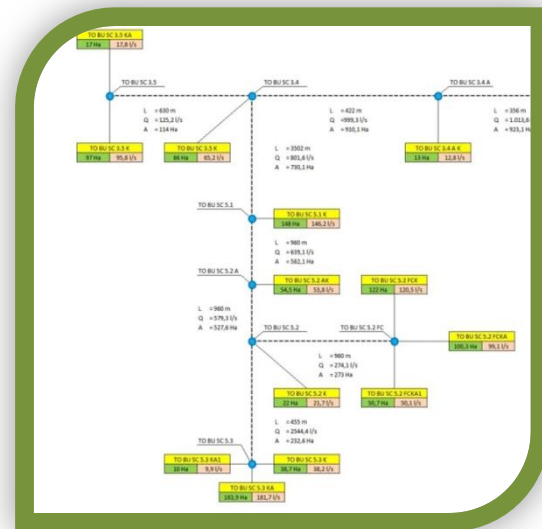 TO BU SC 3.5 KA
17 Ha 17,8 l/s
TO BU SC 3.5
TO BU SC 3.4
TO BU SC 3.4 A
L = 630 m
Q = 125,2 l/s
A = 114 Ha
L = 422 m
Q =999,3 l/s
A = 910,1 Ha
L = 356 m
Q = 1.013,6
A = 923,1 H
TO BU SC 3.5 K
97 Ha 95,8 l/s
TO BU SC 3.5 K
66 Ha 65,2 l/s
TO BU SC 3.4 A K
13 Ha 12,8 l/s
L = 3502 m
Q = 801,6 l/s
A = 730,1 Ha
TO BU SC 5.1
TO BU SC 5.1 K
148 Ha 146,2 l/s
L = 960 m
Q = 639,1 l/s
A = 582,1 Ha
TO BU SC 5.2 A
TO BU SC 5.2 AK
54,5 Ha 53,8 l/s
TO BU SC 5.2 FCK
122 Ha 120,5 l/s
L = 960 m
Q = 579,3 l/s
A = 527,6 Ha
TO BU SC 5.2
TO BU SC 5.2 FC
TO BU SC 5.2 FCKA
100,3 Ha 99,1 l/s
L = 960 m
Q = 274,1 l/s
A = 273 Ha
TO BU SC 5.2 K
22 Ha 21,7 l/s
TO BU SC 5.2 FCKA1
50,7 Ha 50,1 l/s
L = 455 m
Q = 2544,4 l/s
A = 232,6 Ha
TO BU SC 5.3
TO BU SC 5.3 KA1
10 Ha 9,9 l/s
TO BU SC 5.3 K
38,7 Ha 38,2 l/s
TO BU SC 5.3 KA
183,9 Ha 181,7 l/s